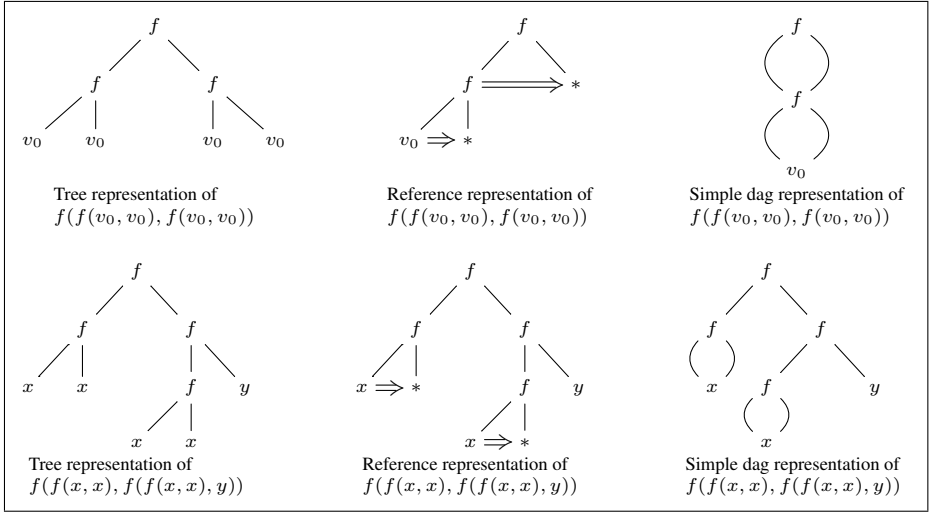 f f f
f f f ⟹ * f
v₀ v₀ v₀ v₀ v₀ ⟹ * v₀
Tree representation of
f(f(v₀, v₀), f(v₀, v₀))
Reference representation of
f(f(v₀, v₀), f(v₀, v₀))
Simple dag representation of
f(f(v₀, v₀), f(v₀, v₀))
f f f
f f f f f f
x x f y x ⟹ * f y x f y
x x x ⟹ * x
Tree representation of
f(f(x, x), f(f(x, x), y))
Reference representation of
f(f(x, x), f(f(x, x), y))
Simple dag representation of
f(f(x, x), f(f(x, x), y))